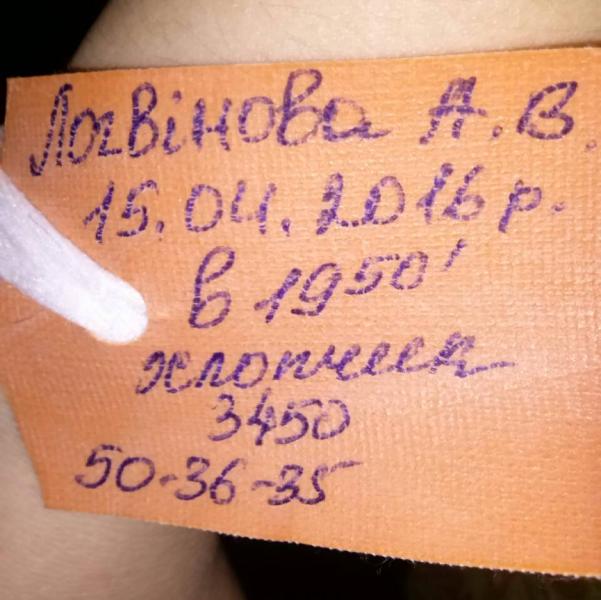 Логвінова А.В.
15.04.2016 р.
в 19⁵⁰'
хлопчик
3450
50-36-35